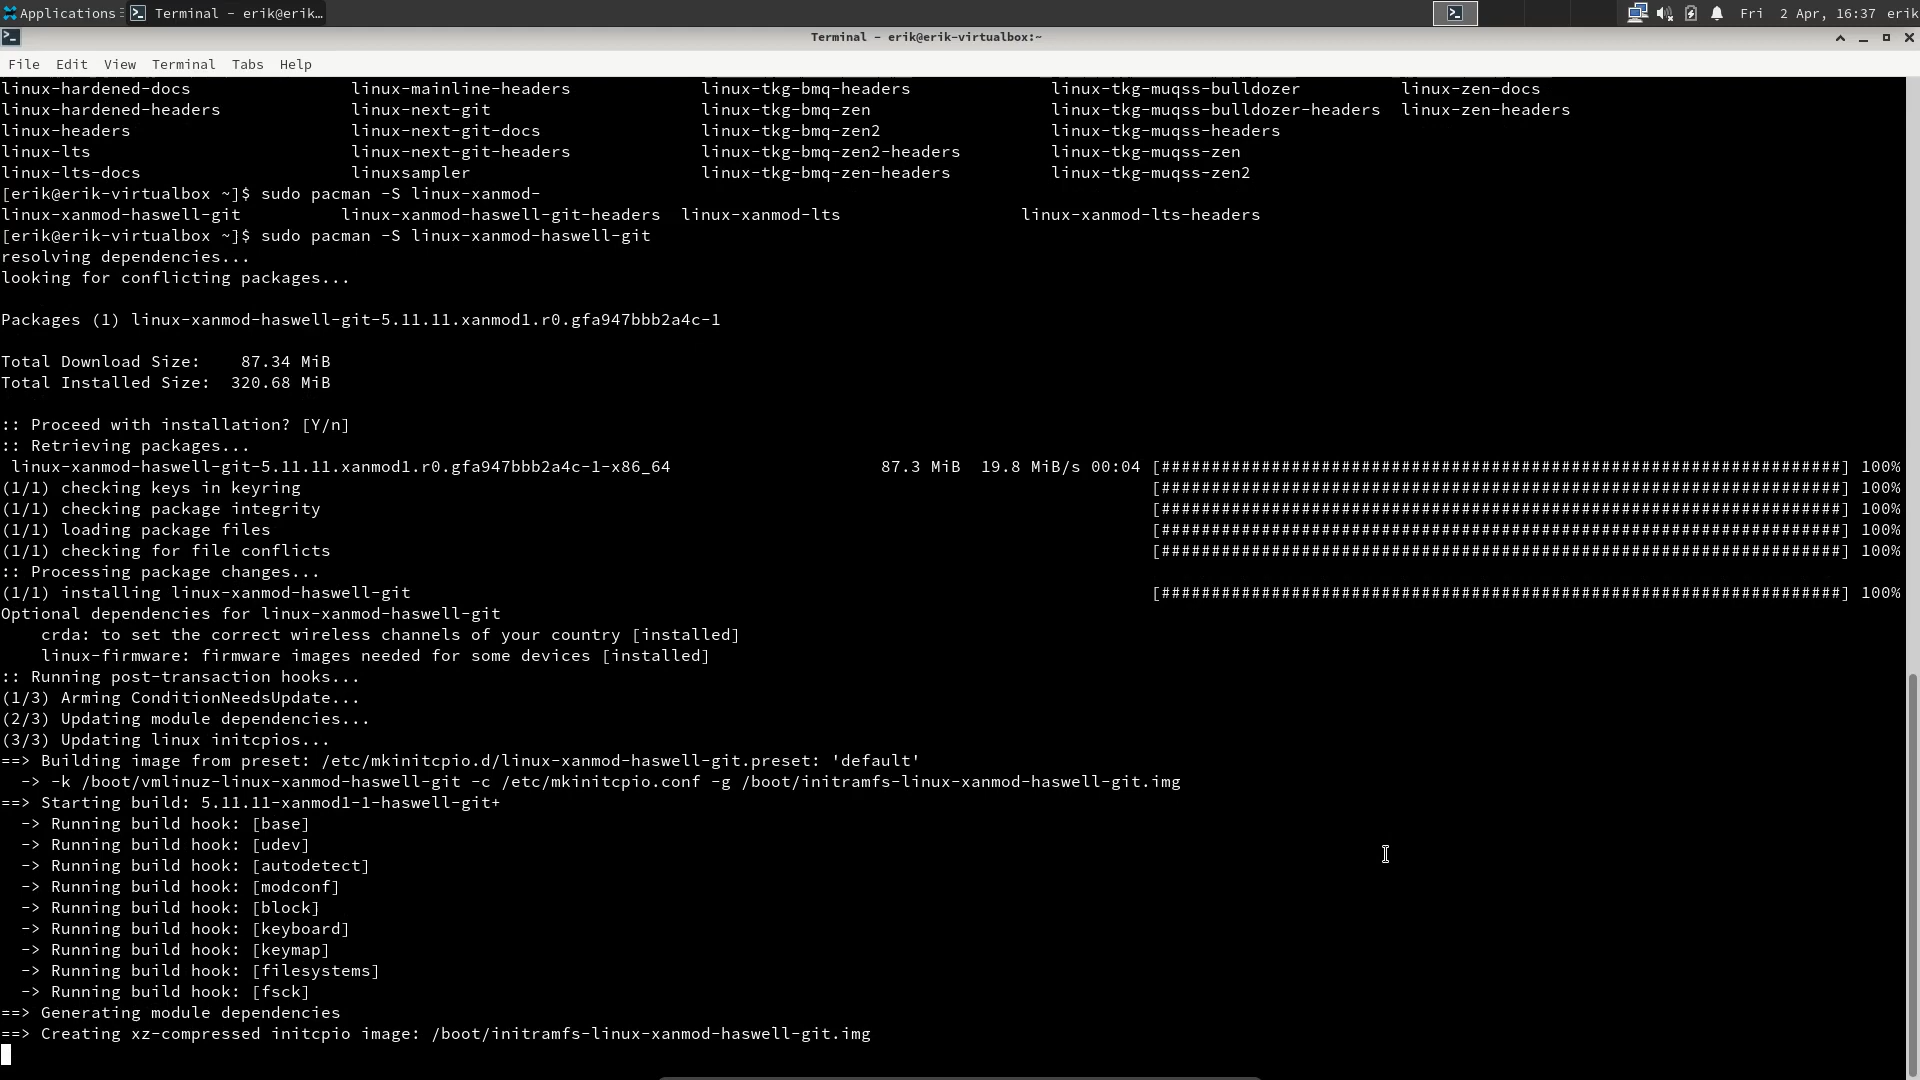 Applications Terminal - erik@erik... Fri 2 Apr, 16:37 erik
Terminal - erik@erik-virtualbox:~
File Edit View Terminal Tabs Help
linux-hardened-docs linux-mainline-headers linux-tkg-bmq-headers linux-tkg-muqss-bulldozer linux-zen-docs
linux-hardened-headers linux-next-git linux-tkg-bmq-zen linux-tkg-muqss-bulldozer-headers linux-zen-headers
linux-headers linux-next-git-docs linux-tkg-bmq-zen2 linux-tkg-muqss-headers
linux-lts linux-next-git-headers linux-tkg-bmq-zen2-headers linux-tkg-muqss-zen
linux-lts-docs linuxsampler linux-tkg-bmq-zen-headers linux-tkg-muqss-zen2
[erik@erik-virtualbox ~]$ sudo pacman -S linux-xanmod-
linux-xanmod-haswell-git linux-xanmod-haswell-git-headers linux-xanmod-lts linux-xanmod-lts-headers
[erik@erik-virtualbox ~]$ sudo pacman -S linux-xanmod-haswell-git
resolving dependencies...
looking for conflicting packages...
Packages (1) linux-xanmod-haswell-git-5.11.11.xanmod1.r0.gfa947bbb2a4c-1
Total Download Size: 87.34 MiB
Total Installed Size: 320.68 MiB
:: Proceed with installation? [Y/n]
:: Retrieving packages...
linux-xanmod-haswell-git-5.11.11.xanmod1.r0.gfa947bbb2a4c-1-x86_64 87.3 MiB 19.8 MiB/s 00:04 [####################################################################] 100%
(1/1) checking keys in keyring [####################################################################] 100%
(1/1) checking package integrity [####################################################################] 100%
(1/1) loading package files [####################################################################] 100%
(1/1) checking for file conflicts [####################################################################] 100%
:: Processing package changes...
(1/1) installing linux-xanmod-haswell-git [####################################################################] 100%
Optional dependencies for linux-xanmod-haswell-git
crda: to set the correct wireless channels of your country [installed]
linux-firmware: firmware images needed for some devices [installed]
:: Running post-transaction hooks...
(1/3) Arming ConditionNeedsUpdate...
(2/3) Updating module dependencies...
(3/3) Updating linux initcpios...
==> Building image from preset: /etc/mkinitcpio.d/linux-xanmod-haswell-git.preset: 'default'
-> -k /boot/vmlinuz-linux-xanmod-haswell-git -c /etc/mkinitcpio.conf -g /boot/initramfs-linux-xanmod-haswell-git.img
==> Starting build: 5.11.11-xanmod1-1-haswell-git+
-> Running build hook: [base]
-> Running build hook: [udev]
-> Running build hook: [autodetect]
-> Running build hook: [modconf]
-> Running build hook: [block]
-> Running build hook: [keyboard]
-> Running build hook: [keymap]
-> Running build hook: [filesystems]
-> Running build hook: [fsck]
==> Generating module dependencies
==> Creating xz-compressed initcpio image: /boot/initramfs-linux-xanmod-haswell-git.img